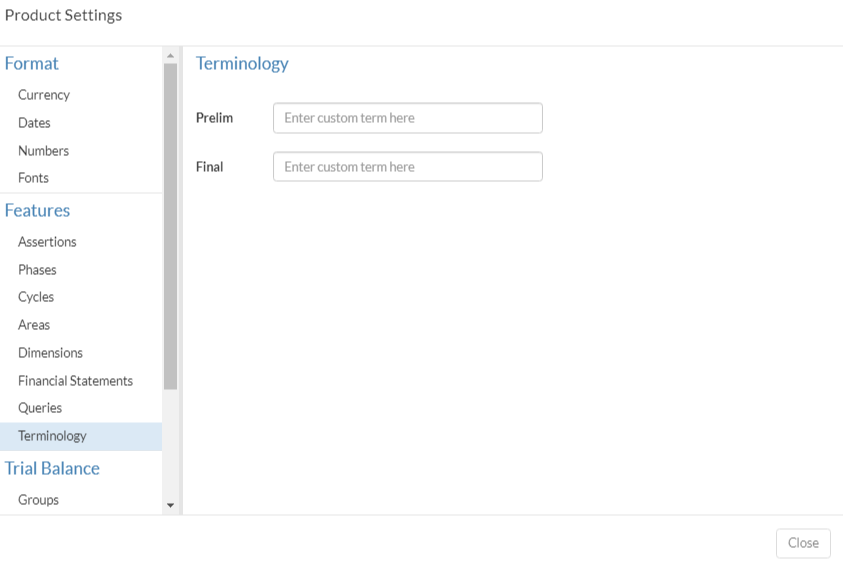 Product Settings
Format
Currency
Dates
Numbers
Fonts
Features
Assertions
Phases
Cycles
Areas
Dimensions
Financial Statements
Queries
Terminology
Trial Balance
Groups
Terminology
Prelim Enter custom term here
Final Enter custom term here
Close